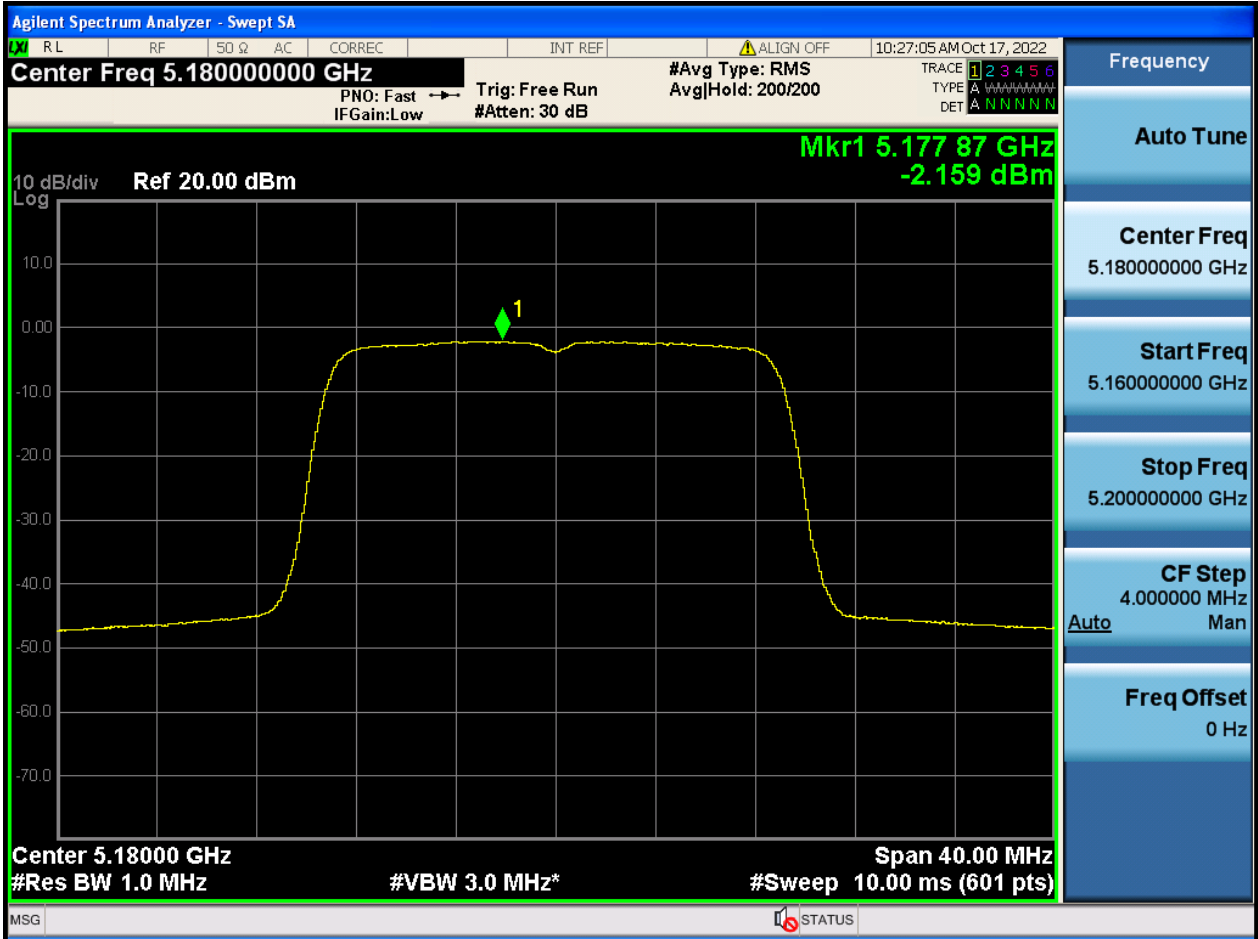 Agilent Spectrum Analyzer - Swept SA
LXI RL RF 50 Ω AC CORREC INT REF ALIGN OFF 10:27:05 AM Oct 17, 2022
Center Freq 5.180000000 GHz
PNO: Fast
IFGain:Low
Trig: Free Run
#Atten: 30 dB
#Avg Type: RMS
Avg|Hold: 200/200
TRACE 1 2 3 4 5 6
TYPE A WWWWW
DET A N N N N N
Mkr1 5.177 87 GHz
-2.159 dBm
10 dB/div Ref 20.00 dBm
Log
10.0
0.00
-10.0
-20.0
-30.0
-40.0
-50.0
-60.0
-70.0
1
Center 5.18000 GHz Span 40.00 MHz
#Res BW 1.0 MHz #VBW 3.0 MHz* #Sweep 10.00 ms (601 pts)
MSG STATUS
Frequency
Auto Tune
Center Freq
5.180000000 GHz
Start Freq
5.160000000 GHz
Stop Freq
5.200000000 GHz
CF Step
4.000000 MHz
Auto Man
Freq Offset
0 Hz